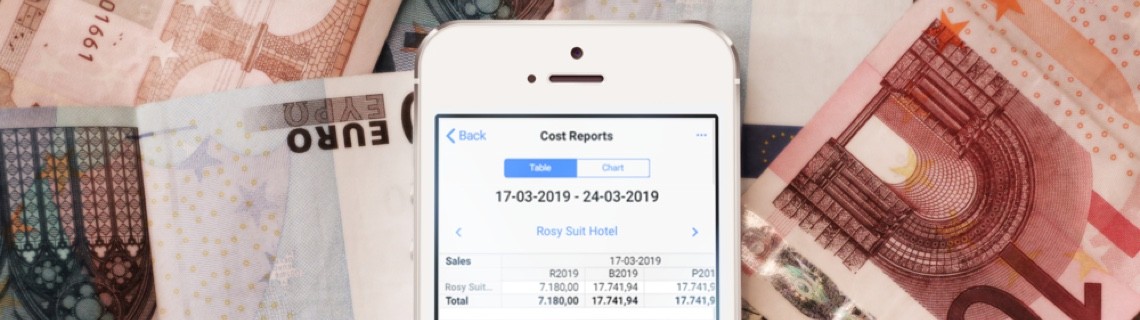 01661
EURO
EYPΩ
Back
Cost Reports
...
Table
Chart
17-03-2019 - 24-03-2019
<
Rosy Suit Hotel
>
Sales
17-03-2019
R2019 B2019 P201
Rosy Suit... 7.180,00 17.741,94 17.741,9
Total 7.180,00 17.741,94 17.741,9
10